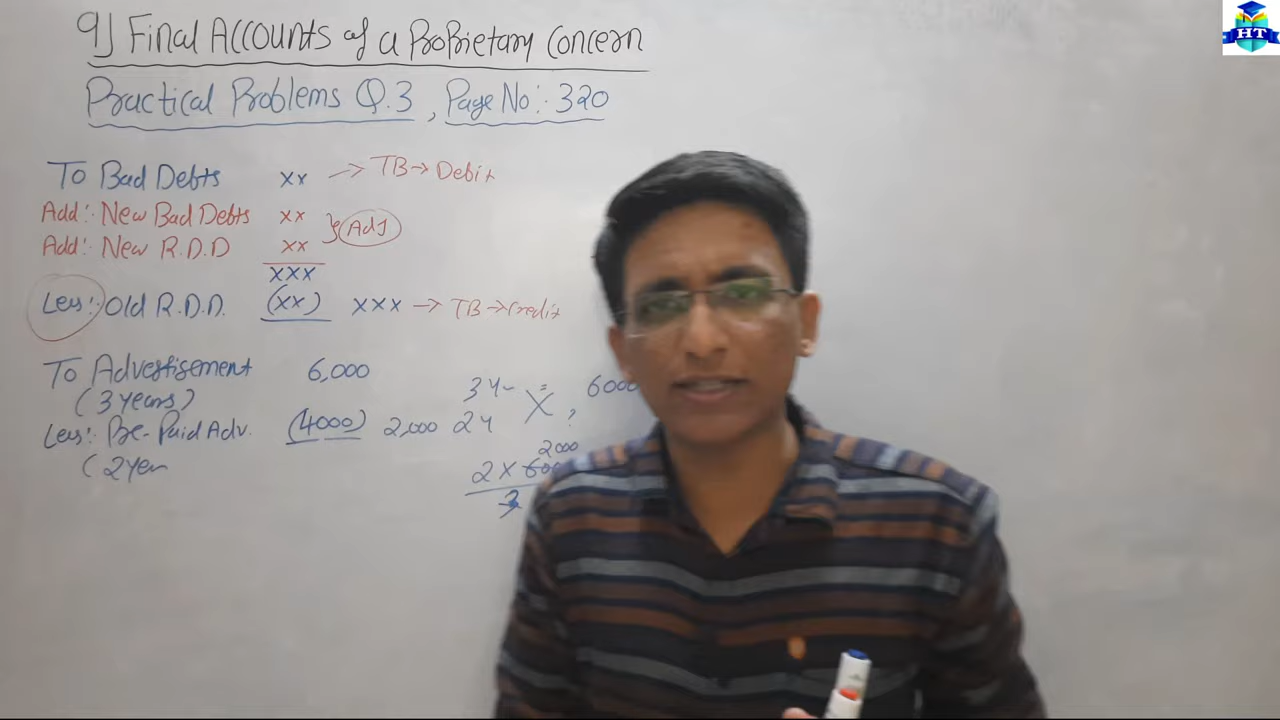 9] Final Accounts of a Proprietary Concern
Practical Problems Q.3, Page No:- 320
To Bad Debts xx → TB → Debit
Add:- New Bad Debts xx } Adj
Add:- New R.D.D xx
xxx
Less:- Old R.D.D. (xx) xxx → TB → Credit
To Advertisement 6,000
(3 years)
Less:- Pre-Paid Adv. (4000) 2,000
(2 year
3 Y = 6000
2 Y X ?
2000
2 X 600
3
HT